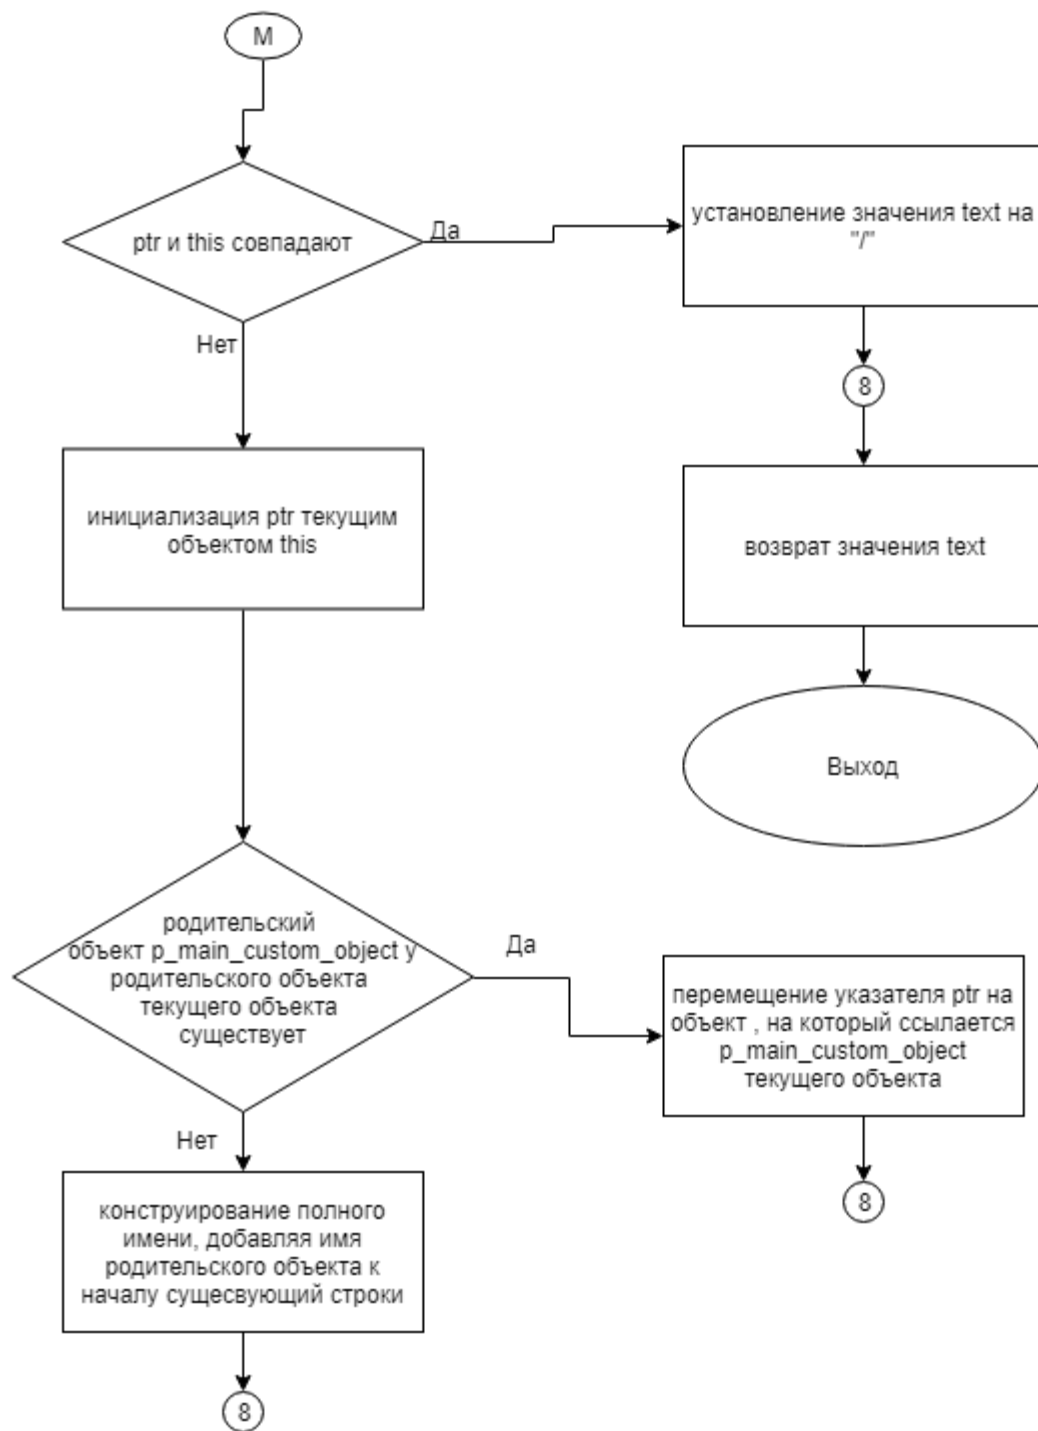 M
ptr и this совпадают
Да
установление значения text на
"/"
Нет
8
инициализация ptr текущим
объектом this
возврат значения text
Выход
родительский
объект p_main_custom_object у
родительского объекта
текущего объекта
существует
Да
перемещение указателя ptr на
объект , на который ссылается
p_main_custom_object
текущего объекта
Нет
8
конструирование полного
имени, добавляя имя
родительского объекта к
началу сущесвующий строки
8